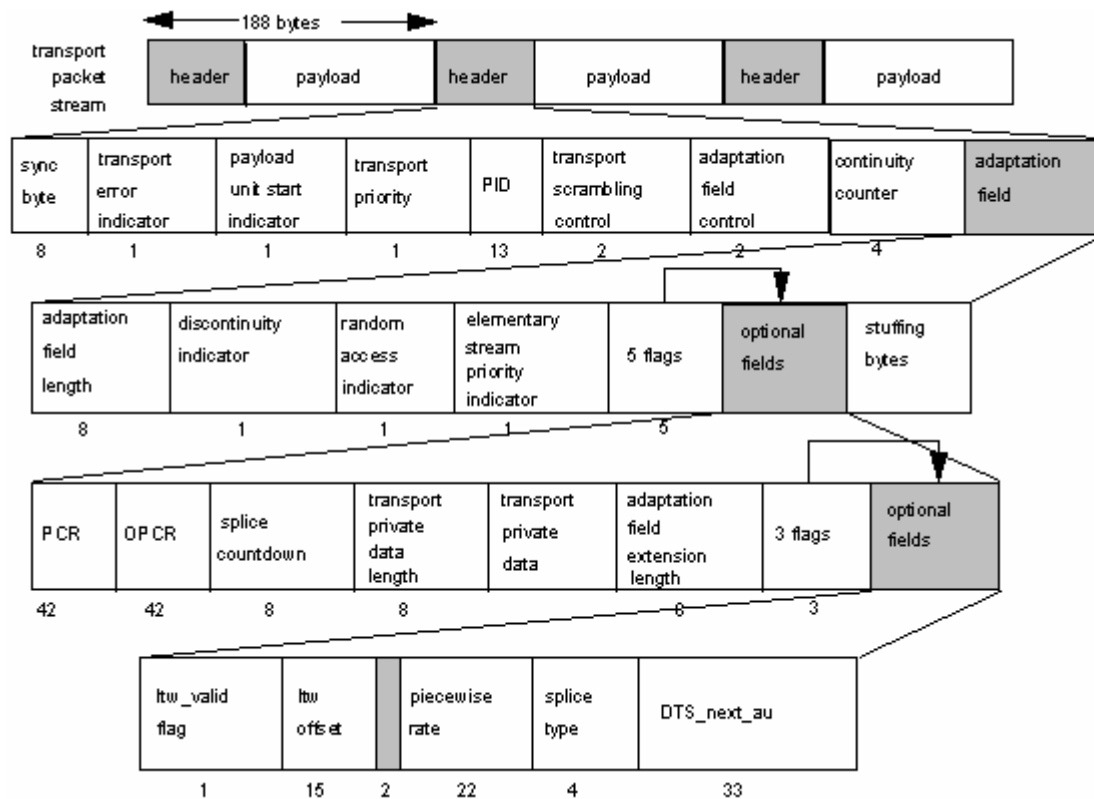 188 bytes
transport
packet
stream
header
payload
header
payload
header
payload
sync
byte
transport
error
indicator
payload
unit start
indicator
transport
priority
PID
transport
scrambling
control
adaptation
field
control
continuity
counter
adaptation
field
8
1
1
1
13
2
2
4
adaptation
field
length
discontinuity
indicator
random
access
indicator
elementary
stream
priority
indicator
5 flags
optional
fields
stuffing
bytes
8
1
1
1
5
PCR
OPCR
splice
countdown
transport
private
data
length
transport
private
data
adaptation
field
extension
length
3 flags
optional
fields
42
42
8
8
3
ltw_valid
flag
ltw
offset
piecewise
rate
splice
type
DTS_next_au
1
15
2
22
4
33